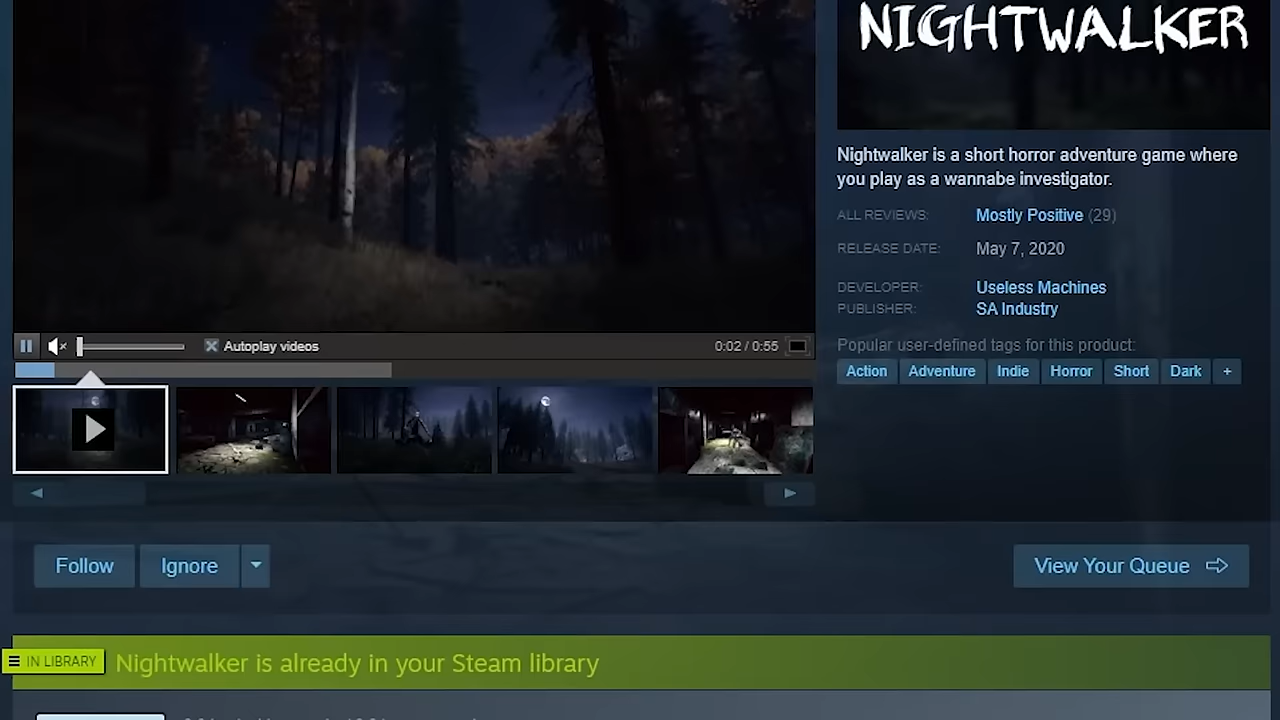 NIGHTWALKER
Nightwalker is a short horror adventure game where
you play as a wannabe investigator.
ALL REVIEWS: Mostly Positive (29)
RELEASE DATE: May 7, 2020
DEVELOPER: Useless Machines
PUBLISHER: SA Industry
Popular user-defined tags for this product:
Action Adventure Indie Horror Short Dark +
Autoplay videos 0:02 / 0:55
Follow Ignore View Your Queue
IN LIBRARY Nightwalker is already in your Steam library